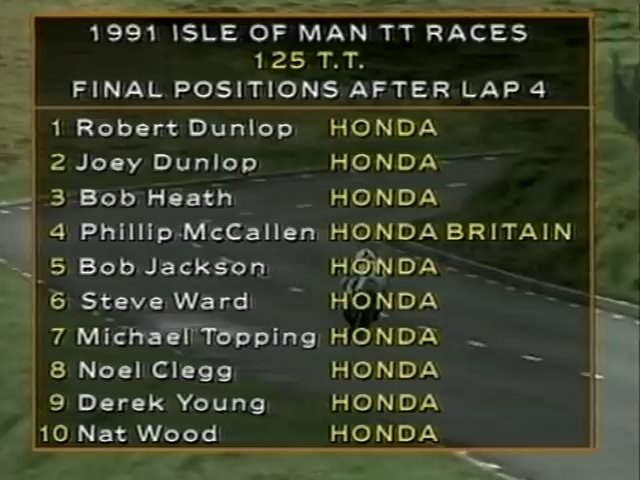 1991 ISLE OF MAN TT RACES
125 T.T.
FINAL POSITIONS AFTER LAP 4
1 Robert Dunlop HONDA
2 Joey Dunlop HONDA
3 Bob Heath HONDA
4 Phillip McCallen HONDA BRITAIN
5 Bob Jackson HONDA
6 Steve Ward HONDA
7 Michael Topping HONDA
8 Noel Clegg HONDA
9 Derek Young HONDA
10 Nat Wood HONDA